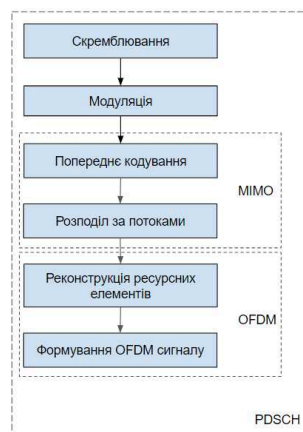 Скремблювання
Модуляція
Попереднє кодування
MIMO
Розподіл за потоками
Реконструкція ресурсних
елементів
OFDM
Формування OFDM сигналу
PDSCH